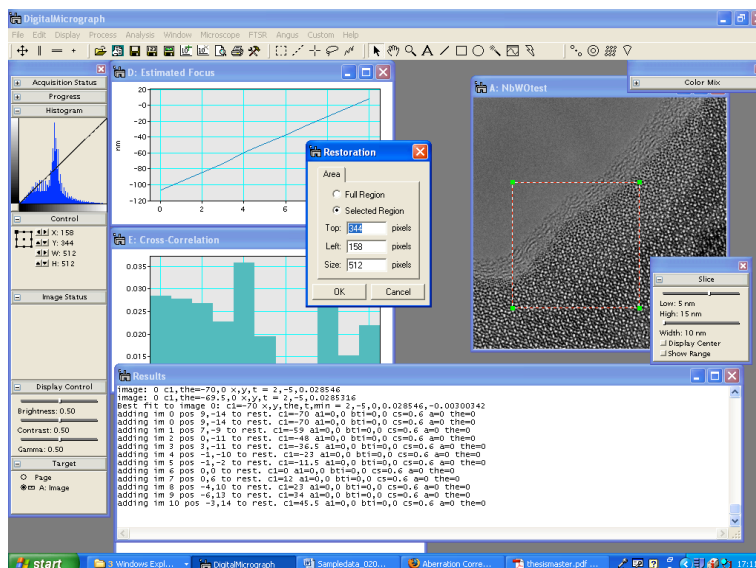 DigitalMicrograph
File Edit Display Process Analysis Window Microscope FTSR Angus Custom Help
Acquisition Status
Progress
Histogram
Control
X: 158
Y: 344
W: 512
H: 512
Image Status
Display Control
Brightness: 0.50
Contrast: 0.50
Gamma: 0.50
Target
Page
A: Image
D: Estimated Focus
nm
20
0
-20
-40
-60
-80
-100
-120
0 2 4 6
E: Cross-Correlation
0.035
0.030
0.025
0.020
0.015
Restoration
Area
Full Region
Selected Region
Top: 344 pixels
Left: 158 pixels
Size: 512 pixels
OK Cancel
A: NbWOtest
Color Mix
Slice
Low: 5 nm
High: 15 nm
Width: 10 nm
Display Center
Show Range
Results
image: 0 c1,the=-70,0 x,y,t = 2,-5,0.028546
image: 0 c1,the=-69.5,0 x,y,t = 2,-5,0.0285316
Best fit to image 0: c1=-70 x,y,the,t,min = 2,-5,0,0.028546,-0.00300342
adding im 0 pos 9,-14 to rest. c1=-70 a1=0,0 bti=0,0 cs=0.6 a=0 the=0
adding im 0 pos 9,-14 to rest. c1=-70 a1=0,0 bti=0,0 cs=0.6 a=0 the=0
adding im 1 pos 7,-9 to rest. c1=-59 a1=0,0 bti=0,0 cs=0.6 a=0 the=0
adding im 2 pos 0,-11 to rest. c1=-48 a1=0,0 bti=0,0 cs=0.6 a=0 the=0
adding im 3 pos 3,-11 to rest. c1=-36.5 a1=0,0 bti=0,0 cs=0.6 a=0 the=0
adding im 4 pos -1,-10 to rest. c1=-23 a1=0,0 bti=0,0 cs=0.6 a=0 the=0
adding im 5 pos -1,-2 to rest. c1=-11.5 a1=0,0 bti=0,0 cs=0.6 a=0 the=0
adding im 6 pos 0,0 to rest. c1=0 a1=0,0 bti=0,0 cs=0.6 a=0 the=0
adding im 7 pos 0,6 to rest. c1=12 a1=0,0 bti=0,0 cs=0.6 a=0 the=0
adding im 8 pos -4,10 to rest. c1=23 a1=0,0 bti=0,0 cs=0.6 a=0 the=0
adding im 9 pos -6,13 to rest. c1=34 a1=0,0 bti=0,0 cs=0.6 a=0 the=0
adding im 10 pos -3,14 to rest. c1=45.5 a1=0,0 bti=0,0 cs=0.6 a=0 the=0
start 3 Windows Expl... DigitalMicrograph Sampledata_020... Aberration Corre... thesismaster.pdf ...